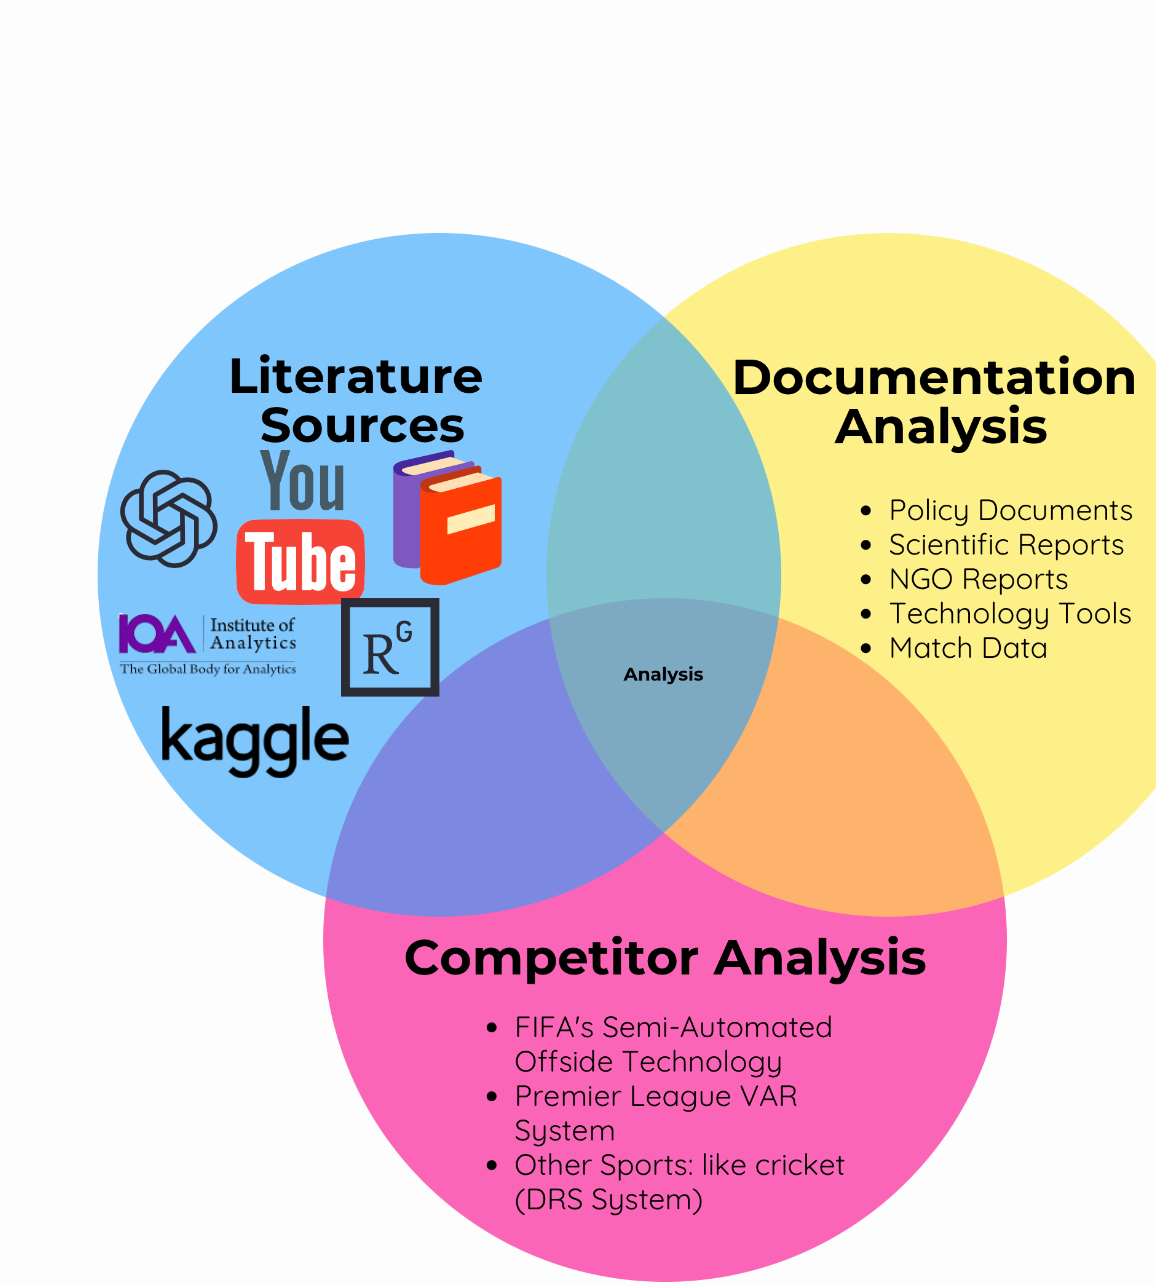 Literature
Sources
You
Tube
IOA
Institute of
Analytics
The Global Body for Analytics
RG
kaggle
Documentation
Analysis
• Policy Documents
• Scientific Reports
• NGO Reports
• Technology Tools
• Match Data
Analysis
Competitor Analysis
• FIFA's Semi-Automated
Offside Technology
• Premier League VAR
System
• Other Sports: like cricket
(DRS System)